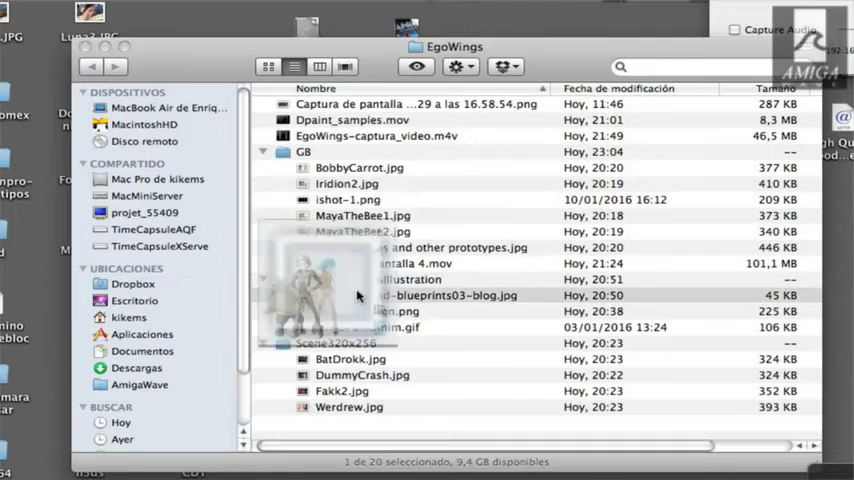 .JPG
Luna3.JPG
EgoWings
Capture Audio
AMIGA
Nombre
Fecha de modificación
Tamaño
DISPOSITIVOS
MacBook Air de Enriq...
MacintoshHD
Disco remoto
COMPARTIDO
Mac Pro de kikems
MacMiniServer
projet_55409
TimeCapsuleAQF
TimeCapsuleXServe
UBICACIONES
Dropbox
Escritorio
kikems
Aplicaciones
Documentos
Descargas
AmigaWave
BUSCAR
Hoy
Ayer
Captura de pantalla ...29 a las 16.58.54.png Hoy, 11:46 287 KB
Dpaint_samples.mov Hoy, 21:01 8,3 MB
EgoWings-captura_video.m4v Hoy, 21:49 46,5 MB
GB Hoy, 23:04 --
BobbyCarrot.jpg Hoy, 20:20 377 KB
Iridion2.jpg Hoy, 20:19 410 KB
ishot-1.png 10/01/2016 16:12 209 KB
MayaTheBee1.jpg Hoy, 20:18 373 KB
MayaTheBee2.jpg Hoy, 20:19 340 KB
s and other prototypes.jpg Hoy, 20:20 446 KB
antalla 4.mov Hoy, 21:24 101,1 MB
illustration Hoy, 20:51 --
d-blueprints03-blog.jpg Hoy, 20:50 45 KB
ign.png Hoy, 20:38 225 KB
nim.gif 03/01/2016 13:24 106 KB
Scene320x256 Hoy, 20:23 --
BatDrokk.jpg Hoy, 20:23 324 KB
DummyCrash.jpg Hoy, 20:22 324 KB
Fakk2.jpg Hoy, 20:23 352 KB
Werdrew.jpg Hoy, 20:23 393 KB
1 de 20 seleccionado, 9,4 GB disponibles